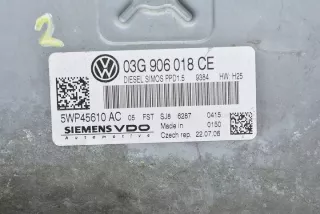 2
03G 906 018 CE
DIESEL SIMOS PPD1.5 9384 HW H25
5WP45610 AC 05 FST SJ8 6287 0415
SIEMENS VDO Made in 0150
Automotive Czech rep. 22.07.06